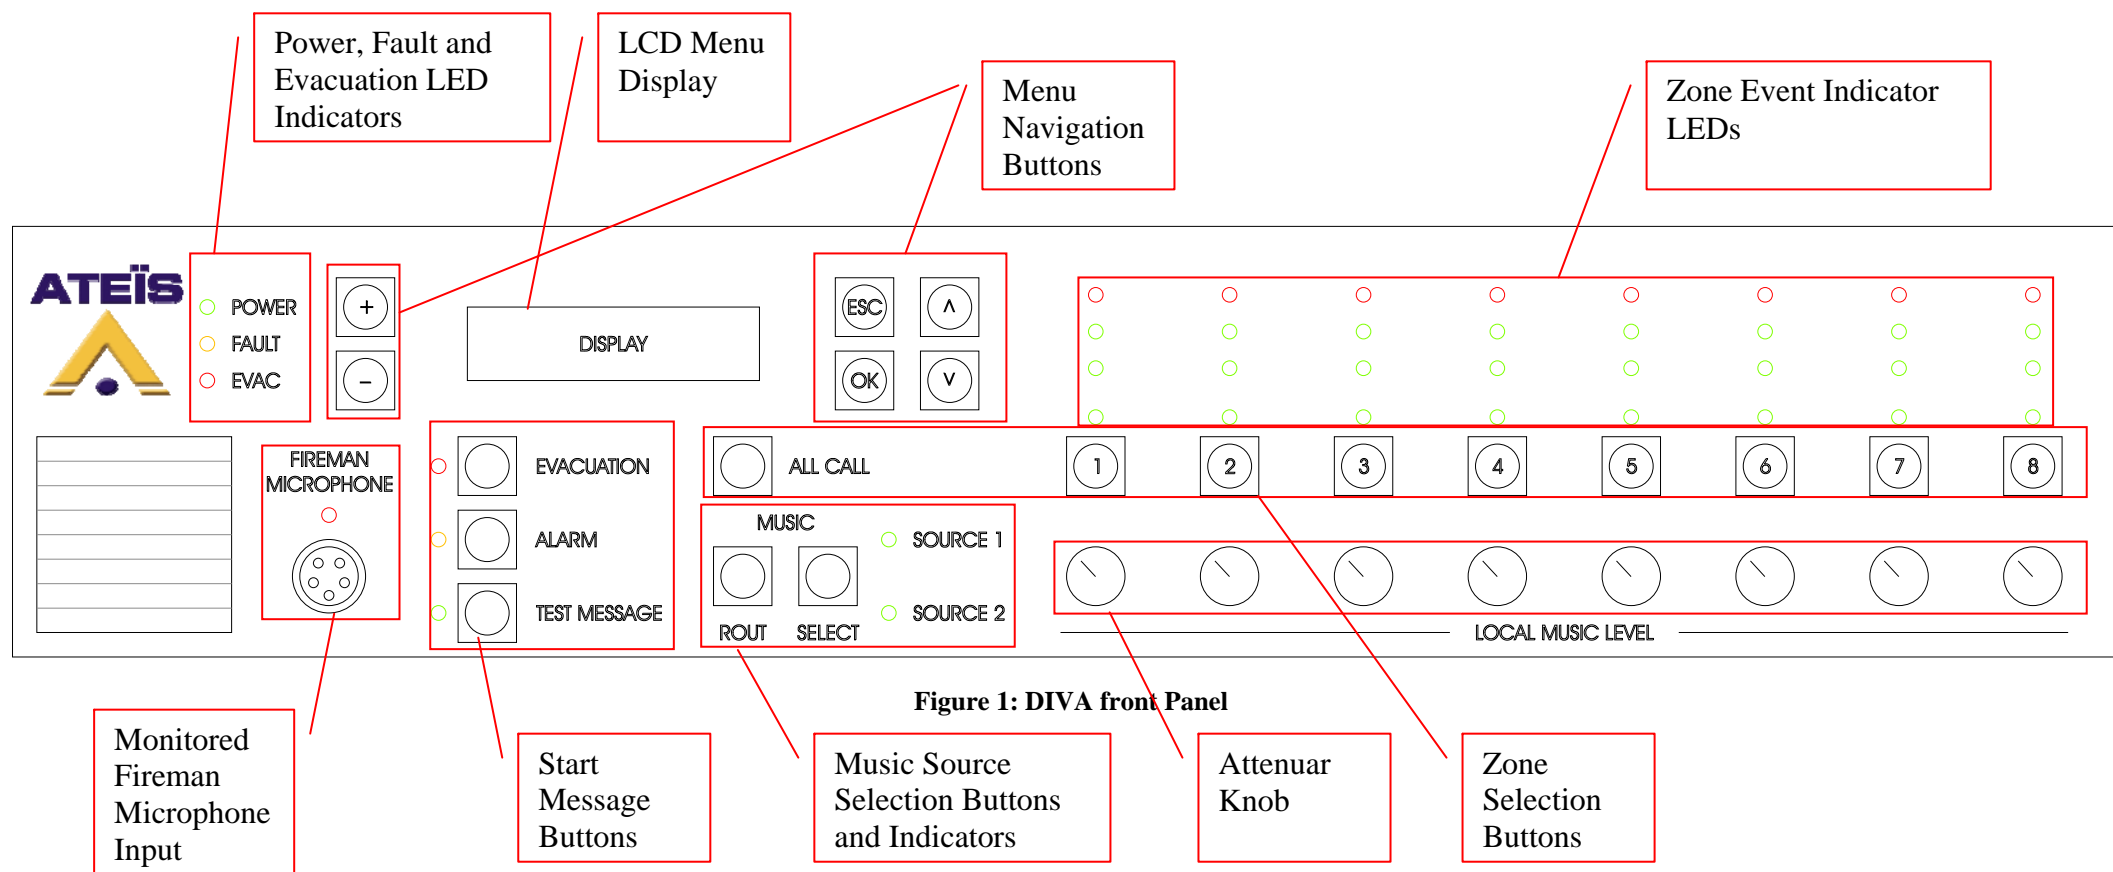 Power, Fault and
Evacuation LED
Indicators
LCD Menu
Display
Menu
Navigation
Buttons
Zone Event Indicator
LEDs
ATEÏS
POWER
FAULT
EVAC
+
−
DISPLAY
ESC
OK
˄
˅
FIREMAN
MICROPHONE
EVACUATION
ALARM
TEST MESSAGE
ALL CALL
1
2
3
4
5
6
7
8
MUSIC
SOURCE 1
SOURCE 2
ROUT
SELECT
LOCAL MUSIC LEVEL
Figure 1: DIVA front Panel
Monitored
Fireman
Microphone
Input
Start
Message
Buttons
Music Source
Selection Buttons
and Indicators
Attenuar
Knob
Zone
Selection
Buttons